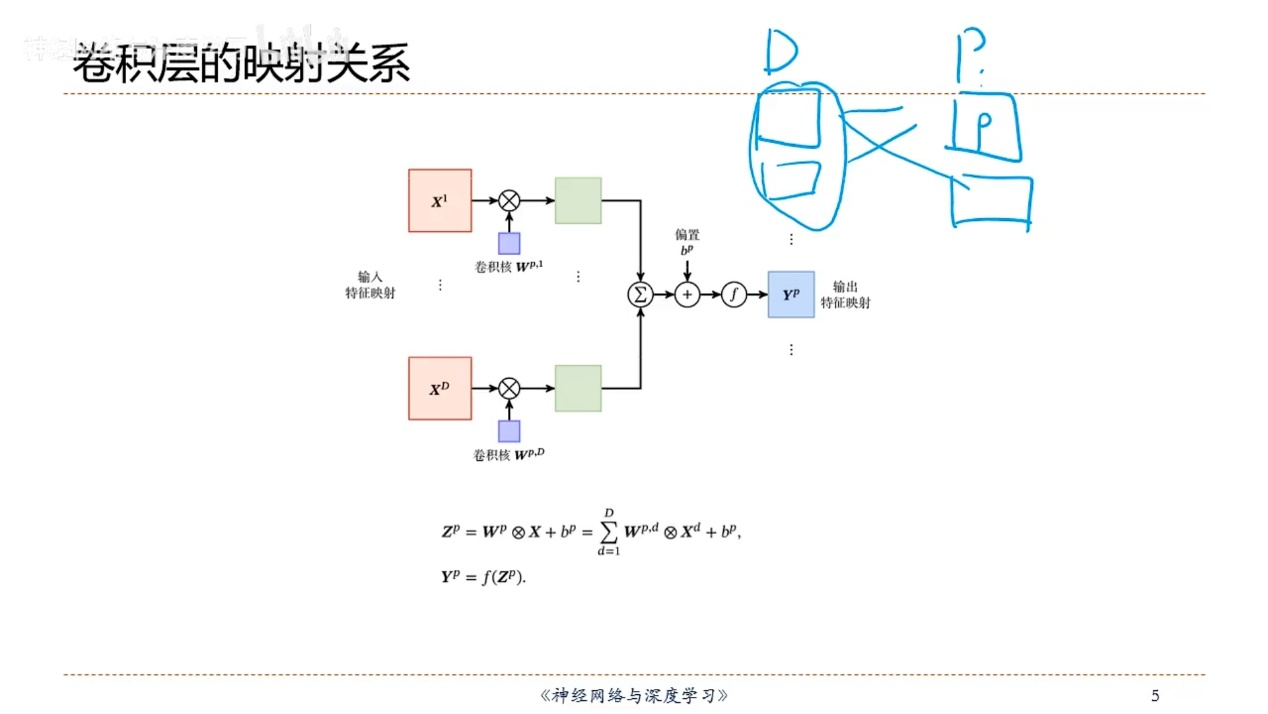 卷积层的映射关系
D
P
p
X¹
卷积核 W^{p,1}
输入
特征映射
⋮
⋮
偏置
b^p
⋮
∑
+
f
Y^p
输出
特征映射
⋮
X^D
卷积核 W^{p,D}
Z^p = W^p ⊗ X + b^p = ∑_{d=1}^{D} W^{p,d} ⊗ X^d + b^p,
Y^p = f(Z^p).
《神经网络与深度学习》
5